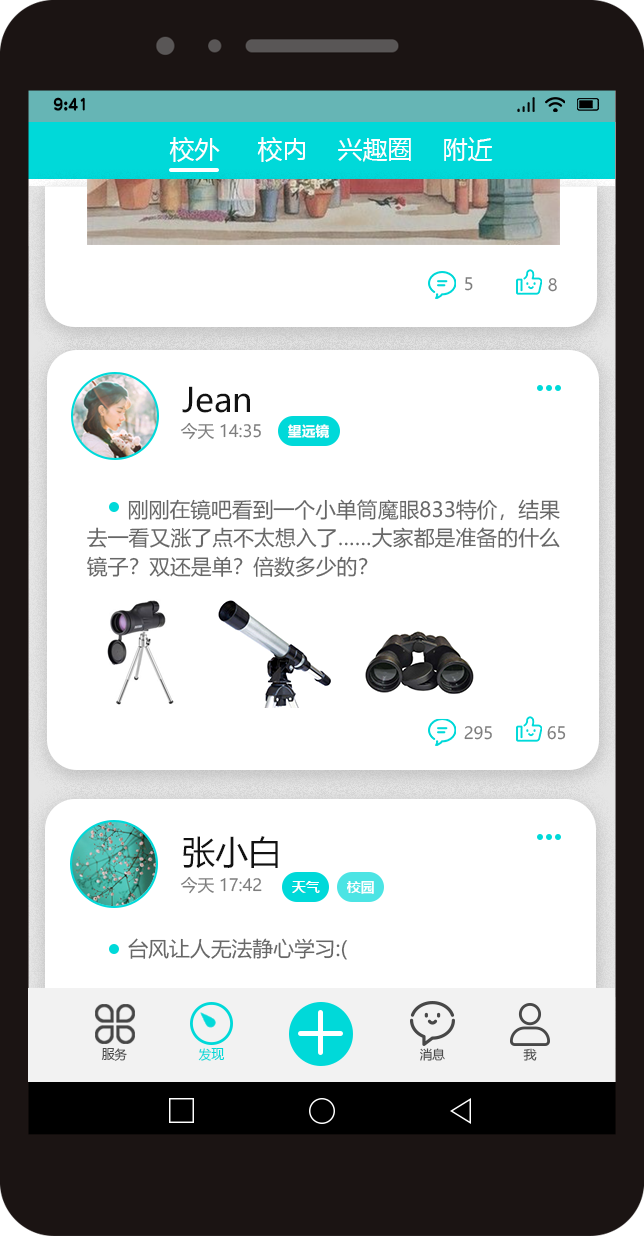 9:41
校外 校内 兴趣圈 附近
5 8
Jean
今天 14:35 望远镜
刚刚在镜吧看到一个小单筒魔眼833特价，结果
去一看又涨了点不太想入了......大家都是准备的什么
镜子？双还是单？倍数多少的？
295 65
张小白
今天 17:42 天气 校园
台风让人无法静心学习:(
服务 发现 消息 我